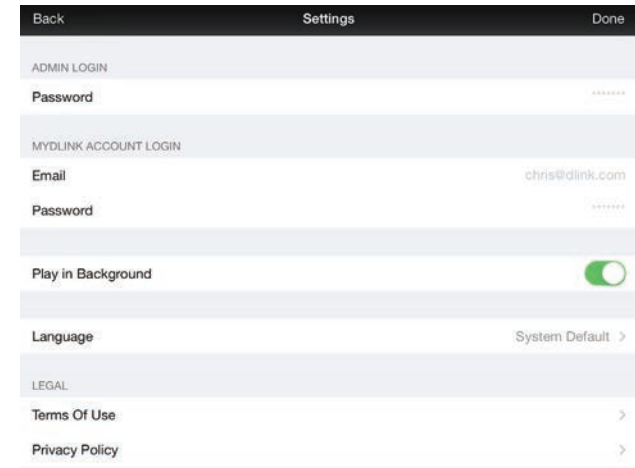 Back Settings Done
ADMIN LOGIN
Password •••••••
MYDLINK ACCOUNT LOGIN
Email chris@dlink.com
Password •••••••
Play in Background
Language System Default >
LEGAL
Terms Of Use >
Privacy Policy >